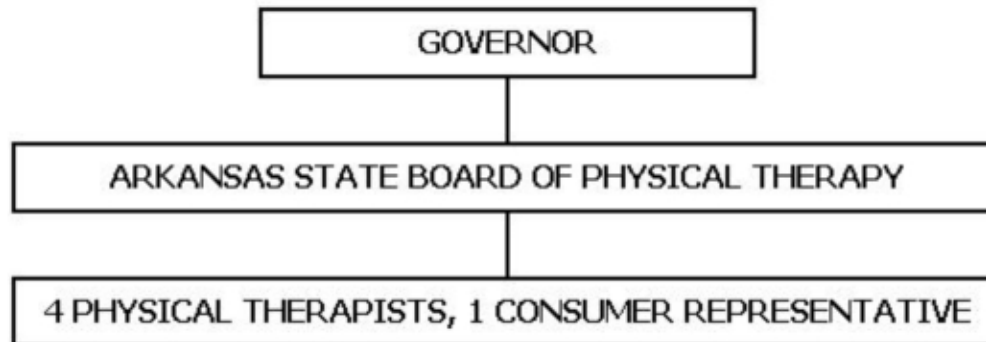 GOVERNOR
ARKANSAS STATE BOARD OF PHYSICAL THERAPY
4 PHYSICAL THERAPISTS, 1 CONSUMER REPRESENTATIVE